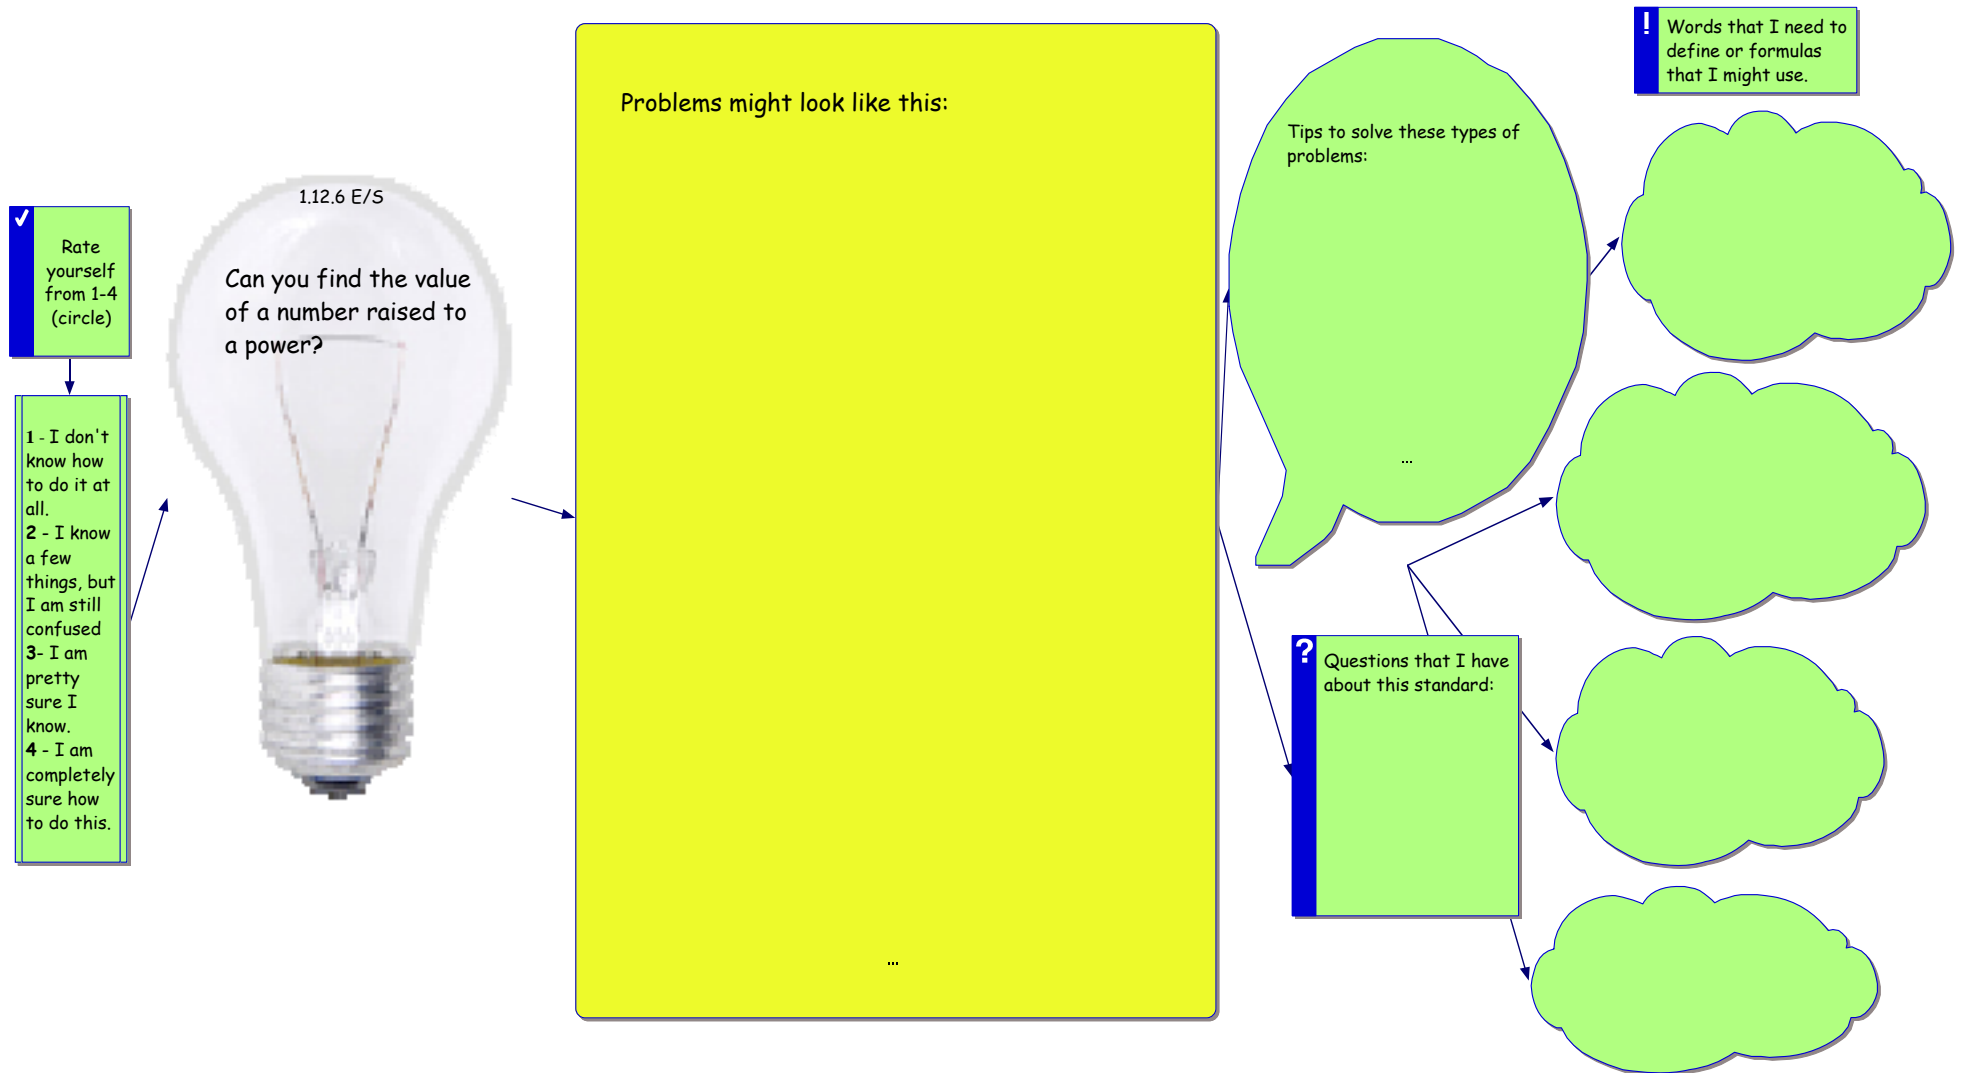 ✓
Rate
yourself
from 1-4
(circle)
1 - I don't
know how
to do it at
all.
2 - I know
a few
things, but
I am still
confused
3- I am
pretty
sure I
know.
4 - I am
completely
sure how
to do this.
1.12.6 E/S
Can you find the value
of a number raised to
a power?
Problems might look like this:
...
Tips to solve these types of
problems:
...
?
Questions that I have
about this standard:
!
Words that I need to
define or formulas
that I might use.